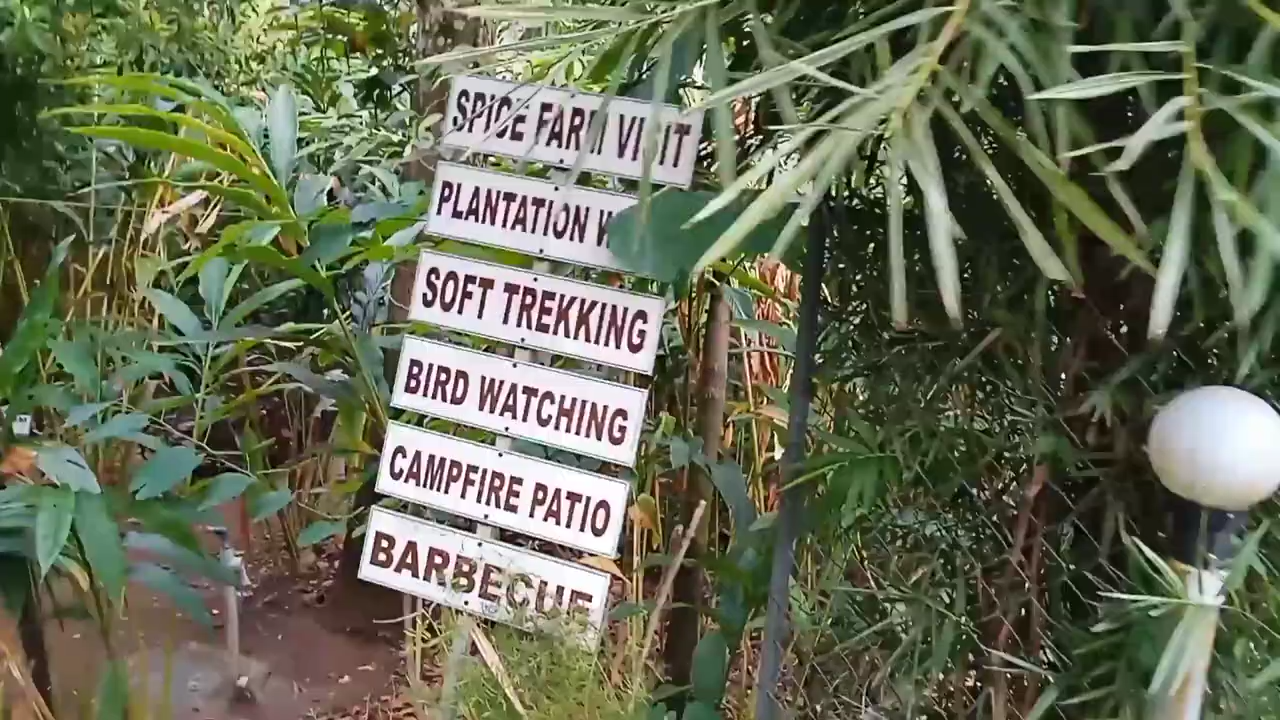 SPICE FARM VISIT
PLANTATION
SOFT TREKKING
BIRD WATCHING
CAMPFIRE PATIO
BARBECUE